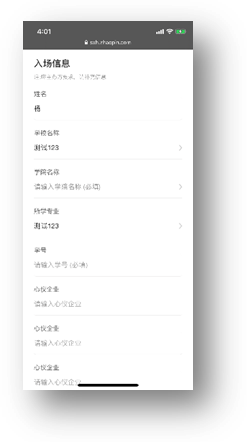 4:01
xxh.zhaopin.com
入场信息
姓名
杨
学校名称
测试123
学院名称
请输入学院名称 (必填)
所学专业
测试123
学号
请输入学号 (必填)
心仪企业
请输入心仪企业
心仪企业
请输入心仪企业
心仪企业
请输入心仪企业